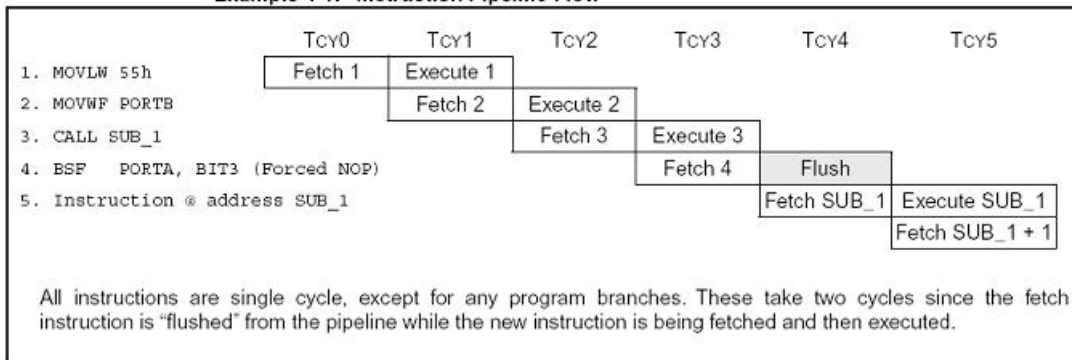 Example 4-1: Instruction Pipeline Flow
TCY0 TCY1 TCY2 TCY3 TCY4 TCY5
1. MOVLW 55h Fetch 1 Execute 1
2. MOVWF PORTB Fetch 2 Execute 2
3. CALL SUB_1 Fetch 3 Execute 3
4. BSF PORTA, BIT3 (Forced NOP) Fetch 4 Flush
5. Instruction @ address SUB_1 Fetch SUB_1 Execute SUB_1
Fetch SUB_1 + 1
All instructions are single cycle, except for any program branches. These take two cycles since the fetch
instruction is “flushed” from the pipeline while the new instruction is being fetched and then executed.